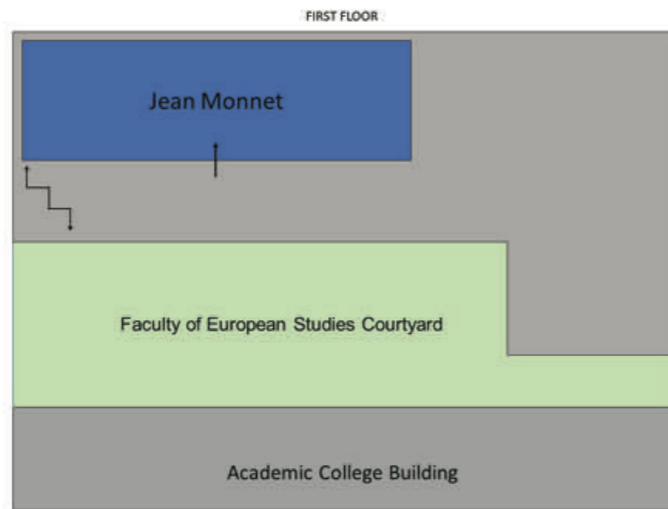 FIRST FLOOR
Jean Monnet
Faculty of European Studies Courtyard
Academic College Building